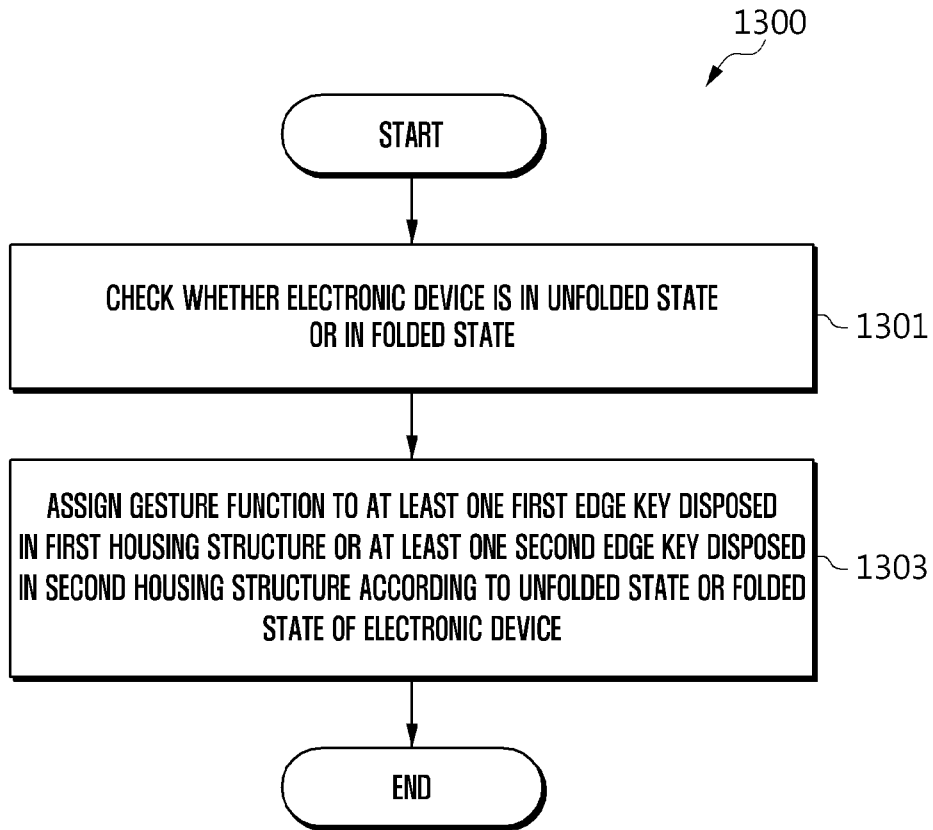 1300
START
CHECK WHETHER ELECTRONIC DEVICE IS IN UNFOLDED STATE
OR IN FOLDED STATE
1301
ASSIGN GESTURE FUNCTION TO AT LEAST ONE FIRST EDGE KEY DISPOSED
IN FIRST HOUSING STRUCTURE OR AT LEAST ONE SECOND EDGE KEY DISPOSED
IN SECOND HOUSING STRUCTURE ACCORDING TO UNFOLDED STATE OR FOLDED
STATE OF ELECTRONIC DEVICE
1303
END